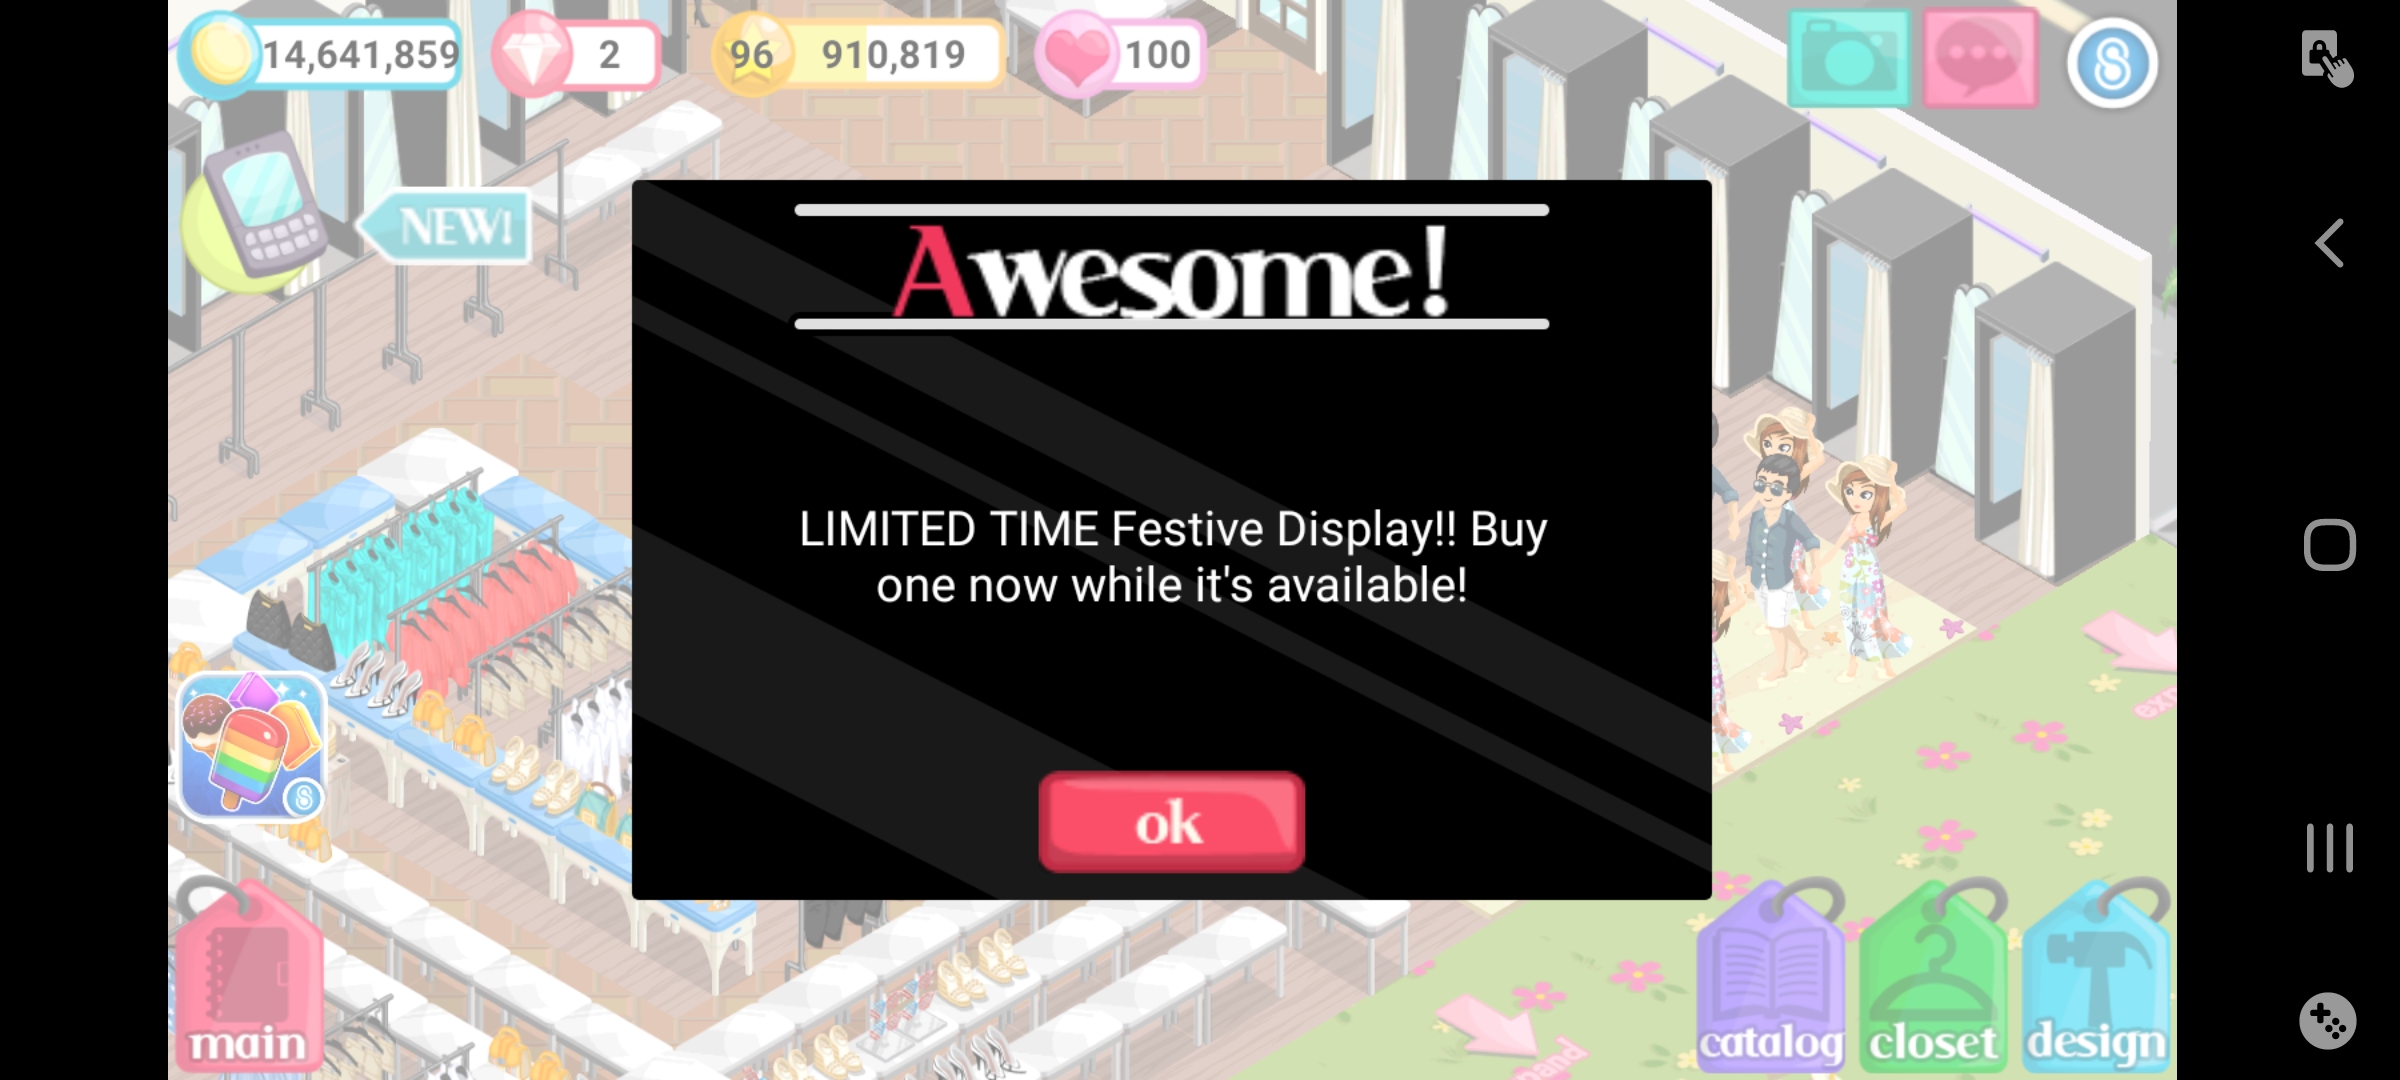 14,641,859
2
96
910,819
100
NEW!
Awesome!
LIMITED TIME Festive Display!! Buy
one now while it's available!
ok
main
catalog
closet
design